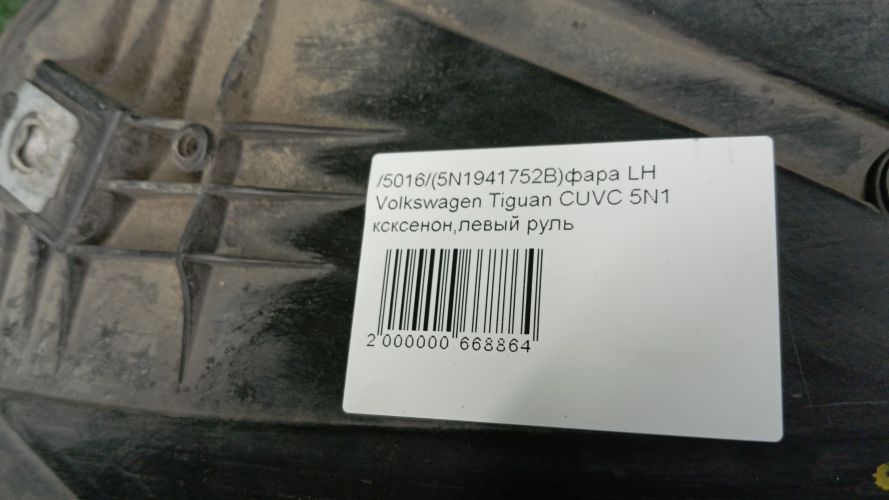 /5016/(5N1941752B)фара LH
Volkswagen Tiguan CUVC 5N1
ксксенон,левый руль
2 000000 668864